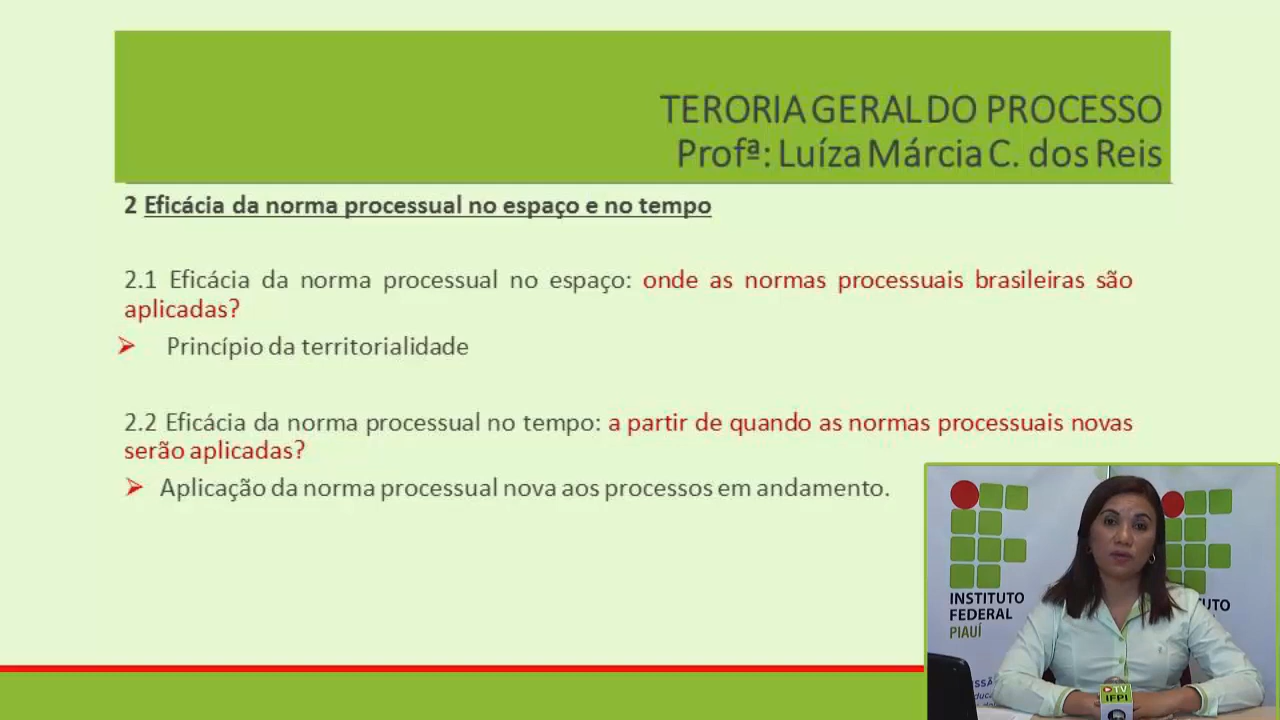 TERORIA GERAL DO PROCESSO
Profª: Luíza Márcia C. dos Reis
2 Eficácia da norma processual no espaço e no tempo
2.1 Eficácia da norma processual no espaço: onde as normas processuais brasileiras são
aplicadas?
Princípio da territorialidade
2.2 Eficácia da norma processual no tempo: a partir de quando as normas processuais novas
serão aplicadas?
Aplicação da norma processual nova aos processos em andamento.
INSTITUTO
FEDERAL
PIAUÍ
TV
IFPI